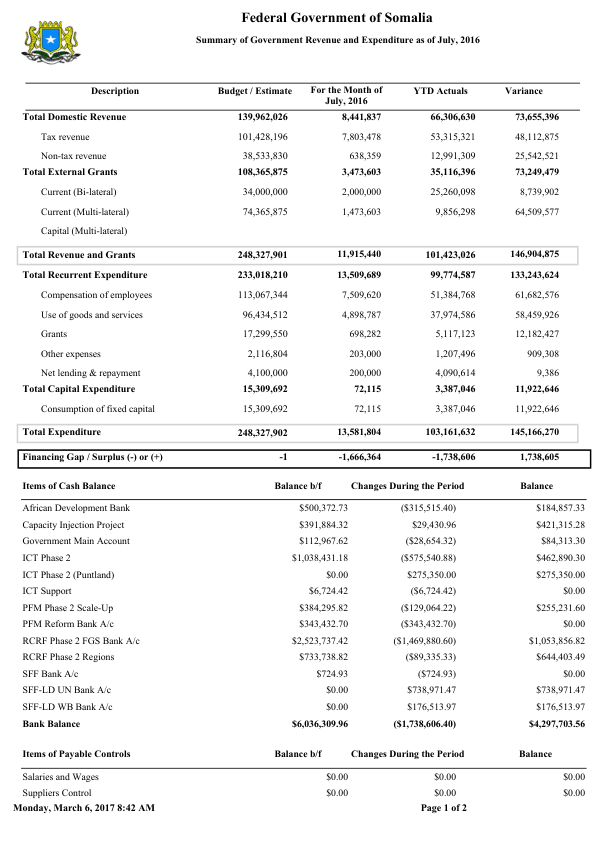 Federal Government of Somalia
Summary of Government Revenue and Expenditure as of July, 2016
Description Budget / Estimate For the Month of July, 2016 YTD Actuals Variance
Total Domestic Revenue 139,962,026 8,441,837 66,306,630 73,655,396
Tax revenue 101,428,196 7,803,478 53,315,321 48,112,875
Non-tax revenue 38,533,830 638,359 12,991,309 25,542,521
Total External Grants 108,365,875 3,473,603 35,116,396 73,249,479
Current (Bi-lateral) 34,000,000 2,000,000 25,260,098 8,739,902
Current (Multi-lateral) 74,365,875 1,473,603 9,856,298 64,509,577
Capital (Multi-lateral)
Total Revenue and Grants 248,327,901 11,915,440 101,423,026 146,904,875
Total Recurrent Expenditure 233,018,210 13,509,689 99,774,587 133,243,624
Compensation of employees 113,067,344 7,509,620 51,384,768 61,682,576
Use of goods and services 96,434,512 4,898,787 37,974,586 58,459,926
Grants 17,299,550 698,282 5,117,123 12,182,427
Other expenses 2,116,804 203,000 1,207,496 909,308
Net lending & repayment 4,100,000 200,000 4,090,614 9,386
Total Capital Expenditure 15,309,692 72,115 3,387,046 11,922,646
Consumption of fixed capital 15,309,692 72,115 3,387,046 11,922,646
Total Expenditure 248,327,902 13,581,804 103,161,632 145,166,270
Financing Gap / Surplus (-) or (+) -1 -1,666,364 -1,738,606 1,738,605
Items of Cash Balance Balance b/f Changes During the Period Balance
African Development Bank $500,372.73 ($315,515.40) $184,857.33
Capacity Injection Project $391,884.32 $29,430.96 $421,315.28
Government Main Account $112,967.62 ($28,654.32) $84,313.30
ICT Phase 2 $1,038,431.18 ($575,540.88) $462,890.30
ICT Phase 2 (Puntland) $0.00 $275,350.00 $275,350.00
ICT Support $6,724.42 ($6,724.42) $0.00
PFM Phase 2 Scale-Up $384,295.82 ($129,064.22) $255,231.60
PFM Reform Bank A/c $343,432.70 ($343,432.70) $0.00
RCRF Phase 2 FGS Bank A/c $2,523,737.42 ($1,469,880.60) $1,053,856.82
RCRF Phase 2 Regions $733,738.82 ($89,335.33) $644,403.49
SFF Bank A/c $724.93 ($724.93) $0.00
SFF-LD UN Bank A/c $0.00 $738,971.47 $738,971.47
SFF-LD WB Bank A/c $0.00 $176,513.97 $176,513.97
Bank Balance $6,036,309.96 ($1,738,606.40) $4,297,703.56
Items of Payable Controls Balance b/f Changes During the Period Balance
Salaries and Wages $0.00 $0.00 $0.00
Suppliers Control $0.00 $0.00 $0.00
Monday, March 6, 2017 8:42 AM Page 1 of 2